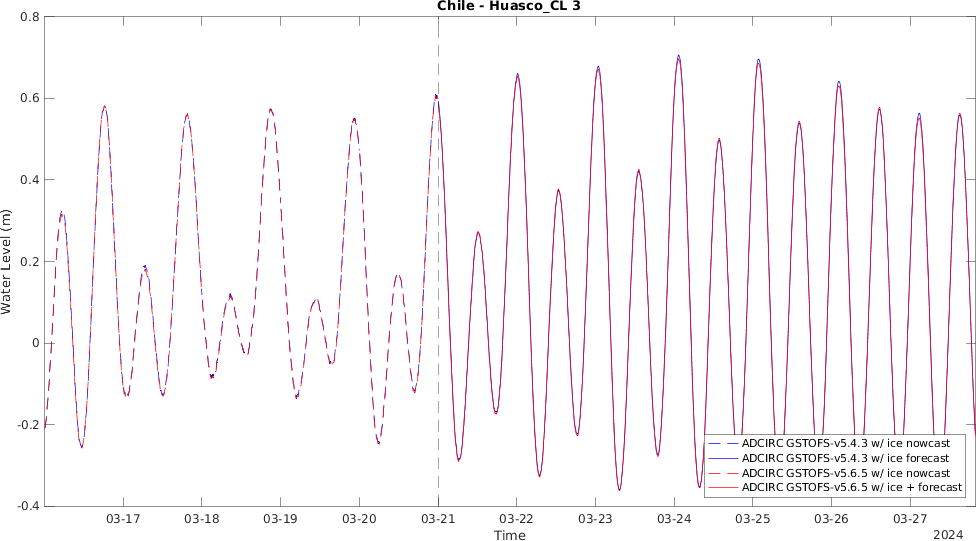 Chile - Huasco_CL 3
0.8
0.6
0.4
0.2
0
-0.2
-0.4
Water Level (m)
ADCIRC GSTOFS-v5.4.3 w/ ice nowcast
ADCIRC GSTOFS-v5.4.3 w/ ice forecast
ADCIRC GSTOFS-v5.6.5 w/ ice nowcast
ADCIRC GSTOFS-v5.6.5 w/ ice + forecast
03-17 03-18 03-19 03-20 03-21 03-22 03-23 03-24 03-25 03-26 03-27
Time
2024